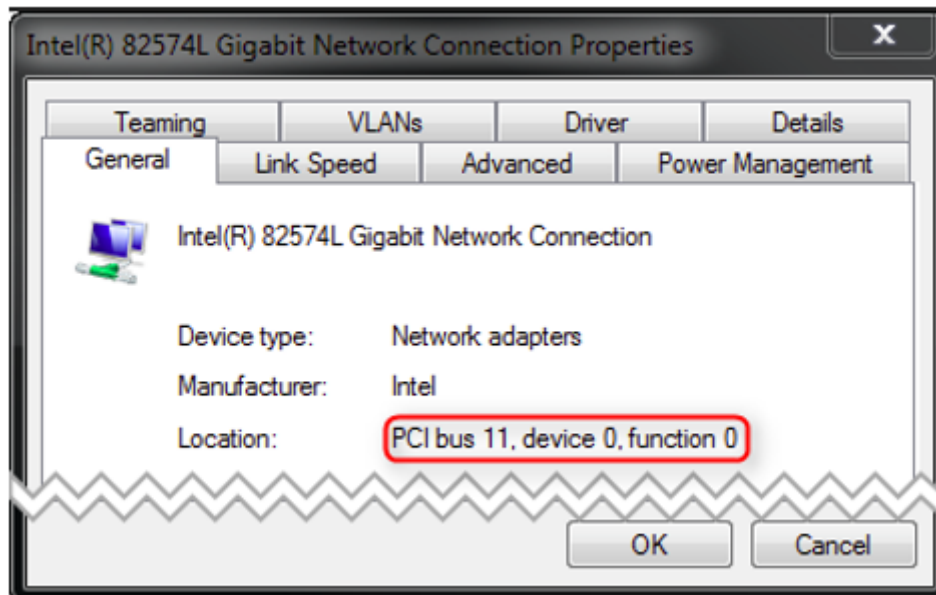 Intel(R) 82574L Gigabit Network Connection Properties
x
Teaming VLANs Driver Details
General Link Speed Advanced Power Management
Intel(R) 82574L Gigabit Network Connection
Device type: Network adapters
Manufacturer: Intel
Location: PCI bus 11, device 0, function 0
OK Cancel